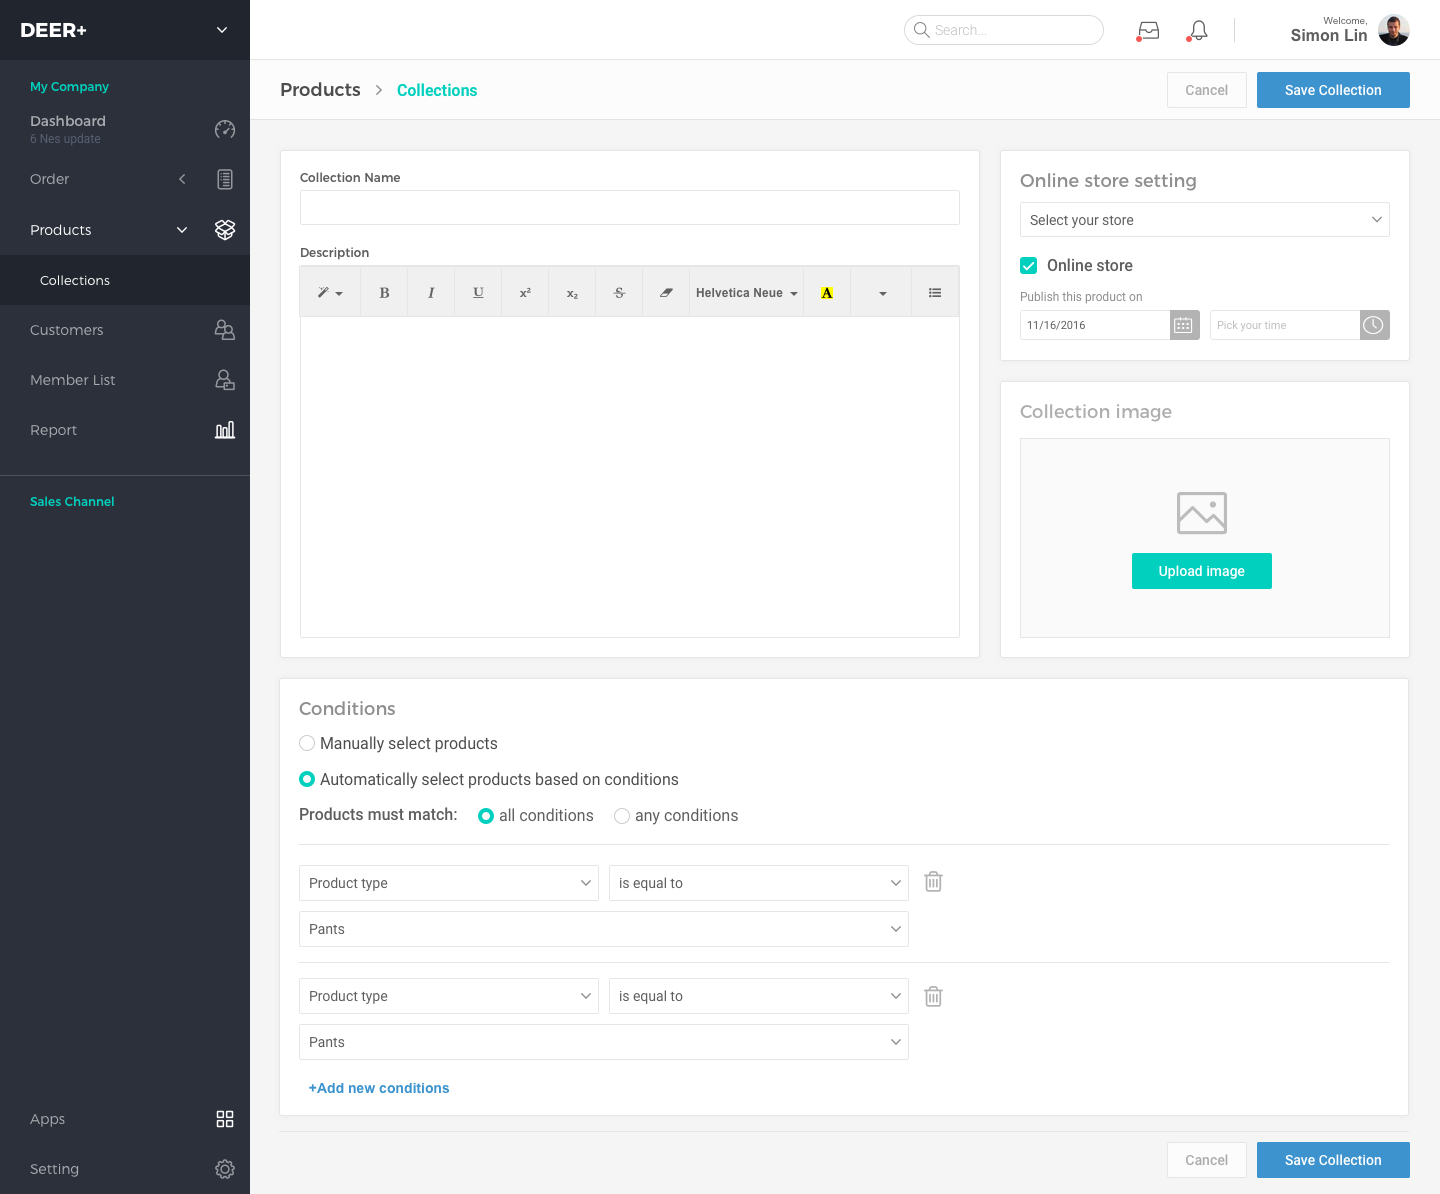 DEER+
Search...
Welcome,
Simon Lin
My Company
Dashboard
6 Nes update
Order
Products
Collections
Customers
Member List
Report
Sales Channel
Apps
Setting
Products > Collections
Cancel
Save Collection
Collection Name
Description
B I U x² x₂ S Helvetica Neue A
Online store setting
Select your store
Online store
Publish this product on
11/16/2016
Pick your time
Collection image
Upload image
Conditions
Manually select products
Automatically select products based on conditions
Products must match: all conditions any conditions
Product type is equal to
Pants
Product type is equal to
Pants
+Add new conditions
Cancel
Save Collection